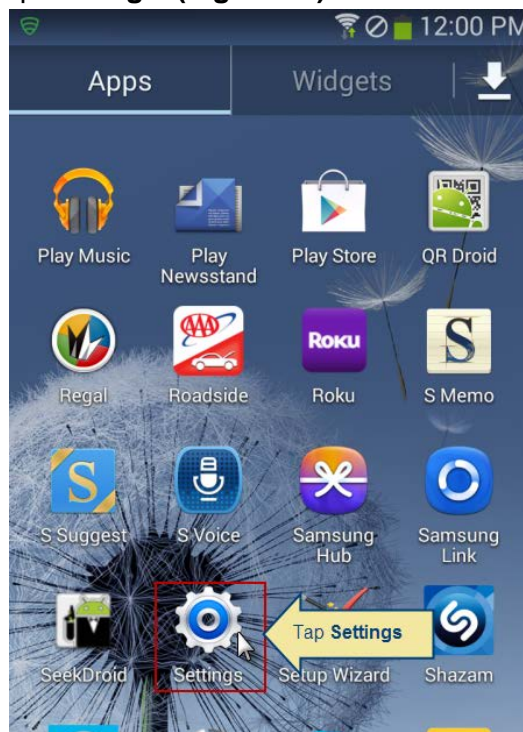 12:00 PM
Apps Widgets
Play Music Play Newsstand Play Store QR Droid
AAA
ROKU
S
Regal Roadside Roku S Memo
S
S Suggest S Voice Samsung Hub Samsung Link
Tap Settings
SeekDroid Settings Setup Wizard Shazam